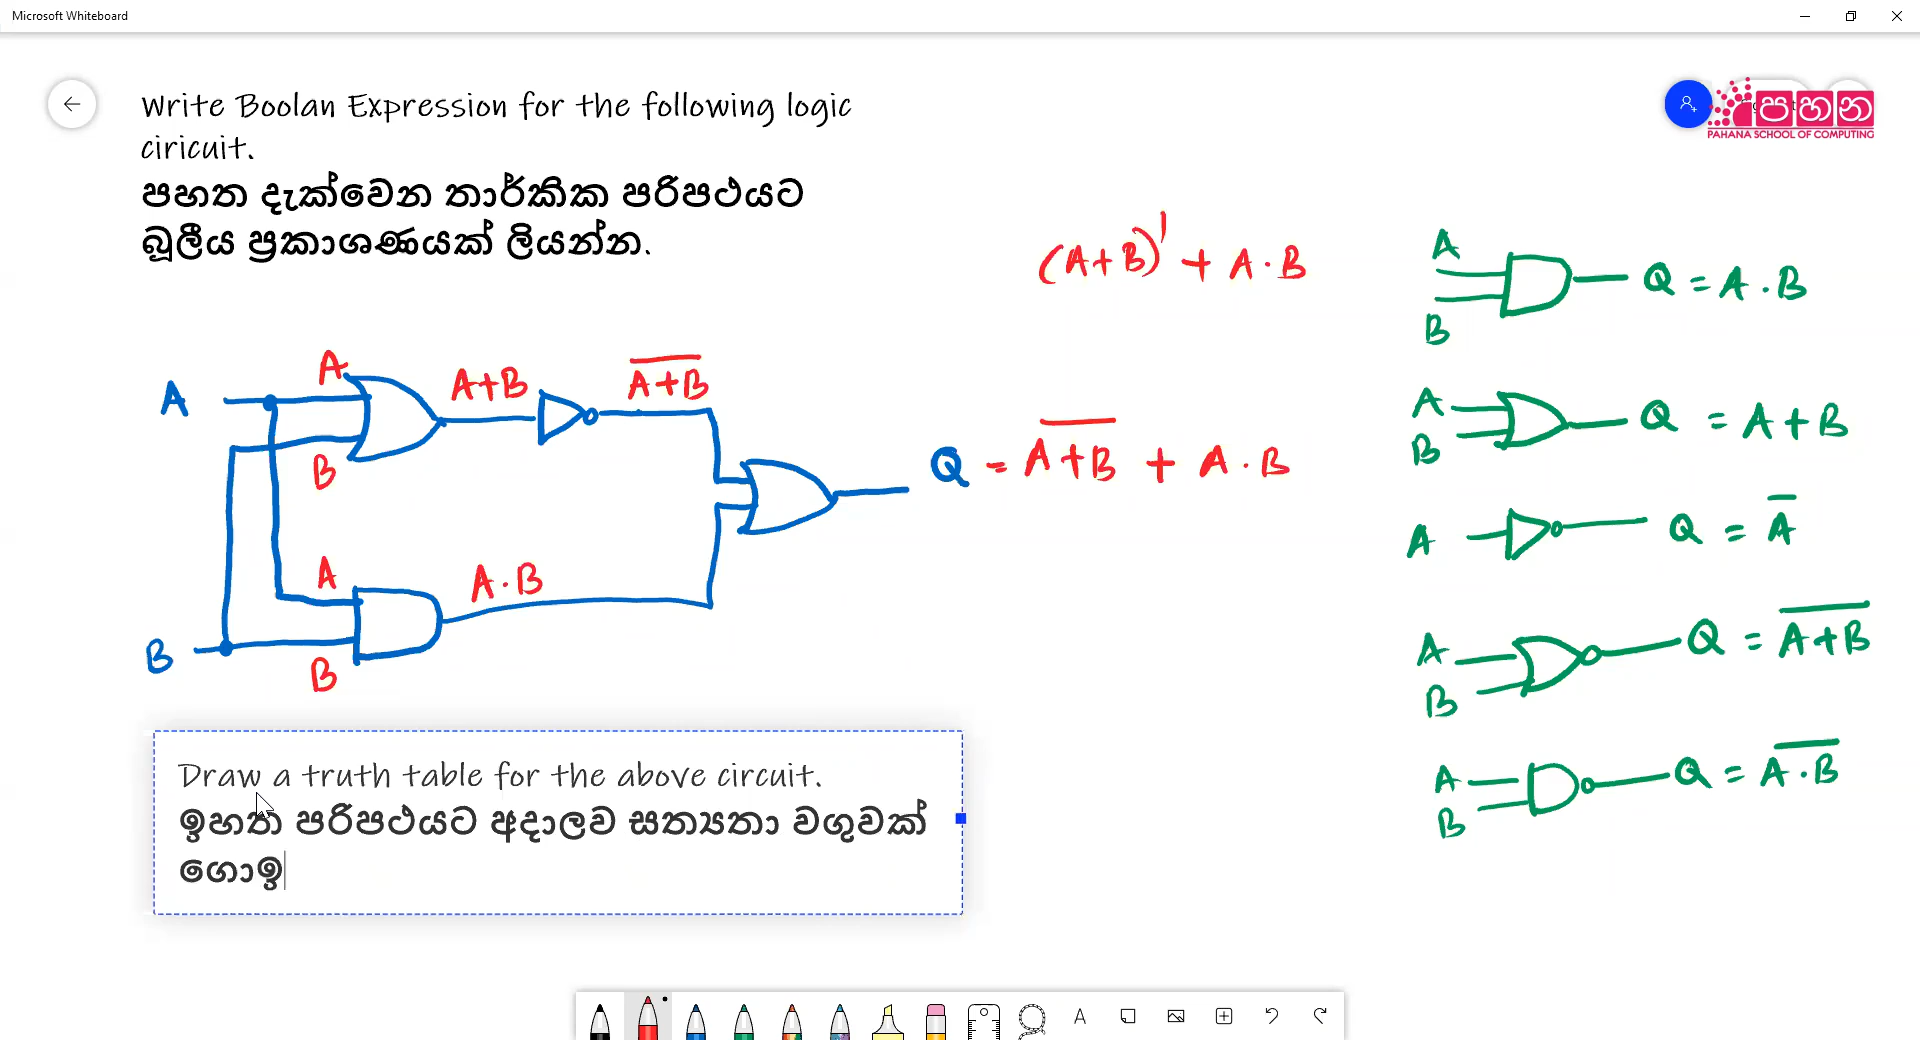 Microsoft Whiteboard
Write Boolan Expression for the following logic
ciricuit.
පහත දැක්වෙන තාර්කික පරිපථයට
බූලීය ප්‍රකාශණයක් ලියන්න.
පහන
PAHANA SCHOOL OF COMPUTING
(A+B)' + A·B
A
A
A+B
A̅+̅B̅
B
Q = A̅+̅B̅ + A·B
A
A·B
B
B
A
B
Q = A·B
A
B
Q = A+B
A
Q = A̅
A
B
Q = A̅+̅B̅
A
B
Q = A̅·̅B̅
Draw a truth table for the above circuit.
ඉහත පරිපථයට අදාලව සත්‍යතා වගුවක්
ගොඉ
A